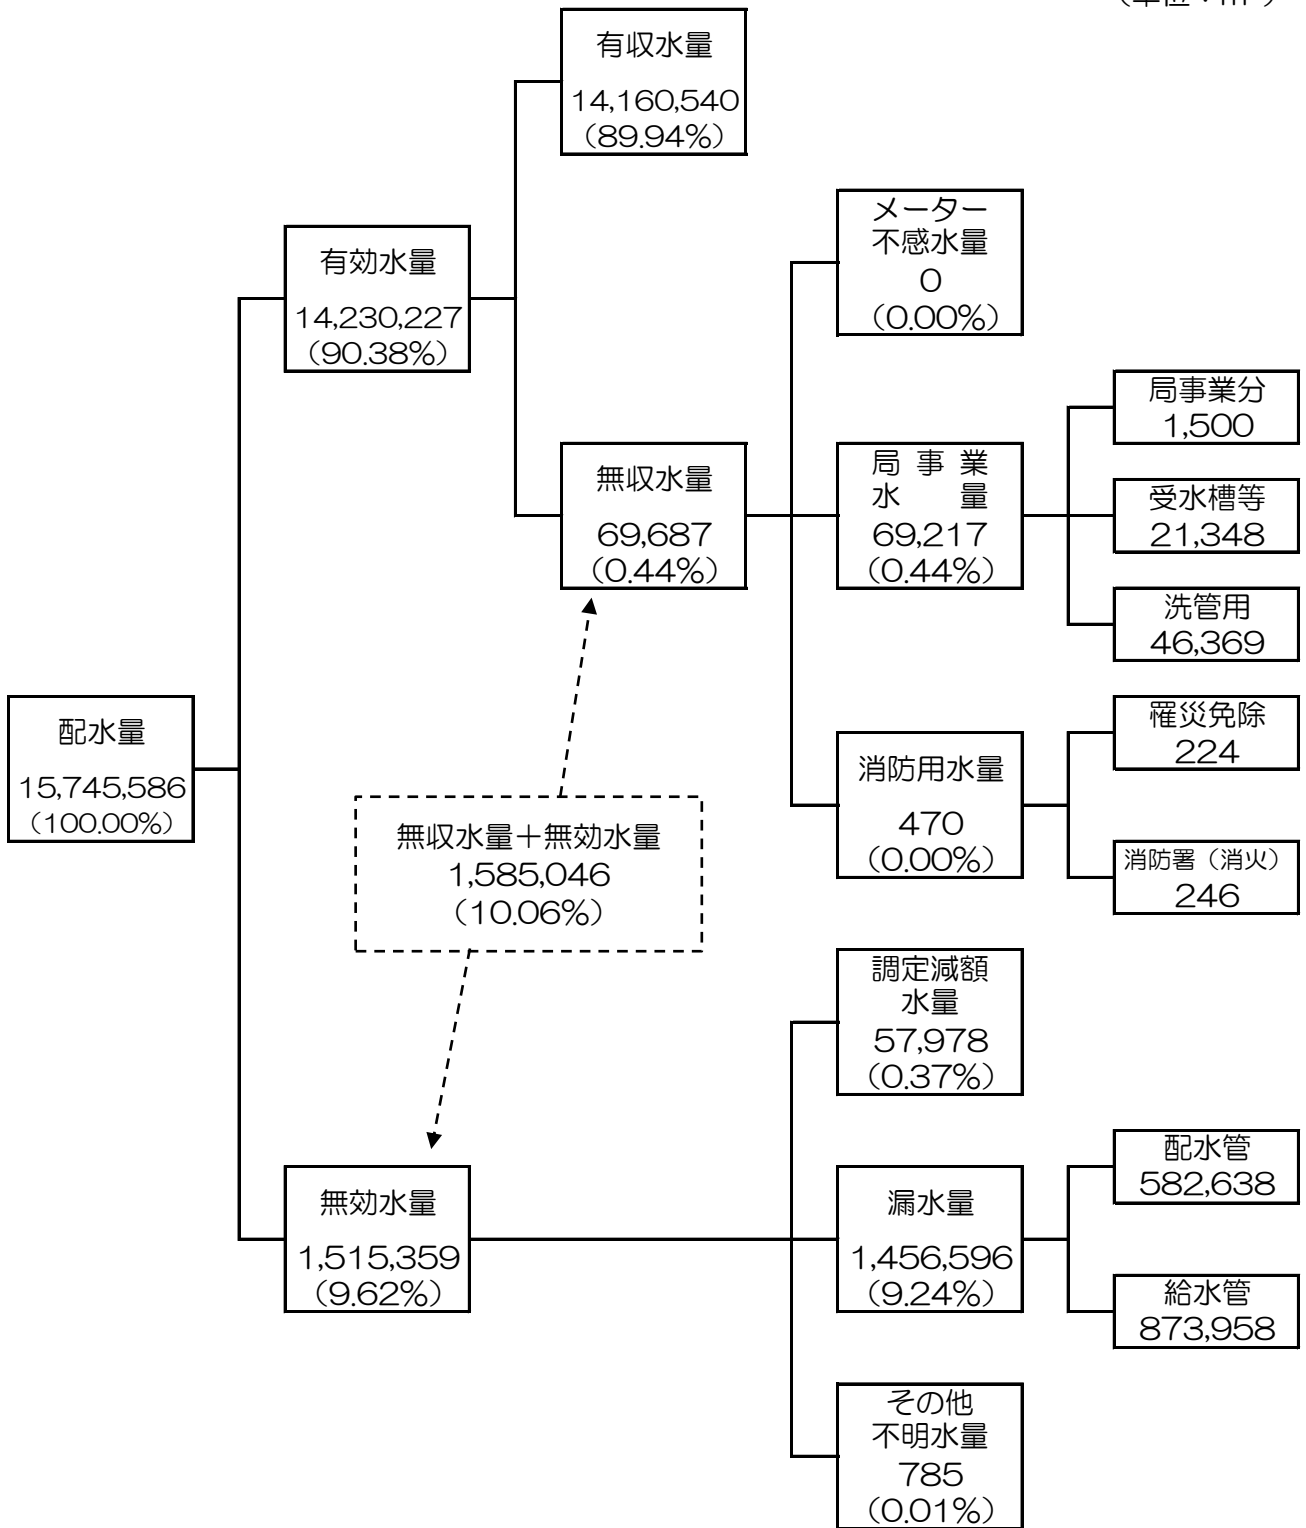 有収水量
14,160,540
(89.94%)
メーター
不感水量
0
(0.00%)
有効水量
14,230,227
(90.38%)
局事業分
1,500
無収水量
69,687
(0.44%)
局事業
水量
69,217
(0.44%)
受水槽等
21,348
洗管用
46,369
配水量
15,745,586
(100.00%)
罹災免除
224
消防用水量
470
(0.00%)
無収水量＋無効水量
1,585,046
(10.06%)
消防署（消火）
246
調定減額
水量
57,978
(0.37%)
無効水量
1,515,359
(9.62%)
漏水量
1,456,596
(9.24%)
配水管
582,638
給水管
873,958
その他
不明水量
785
(0.01%)